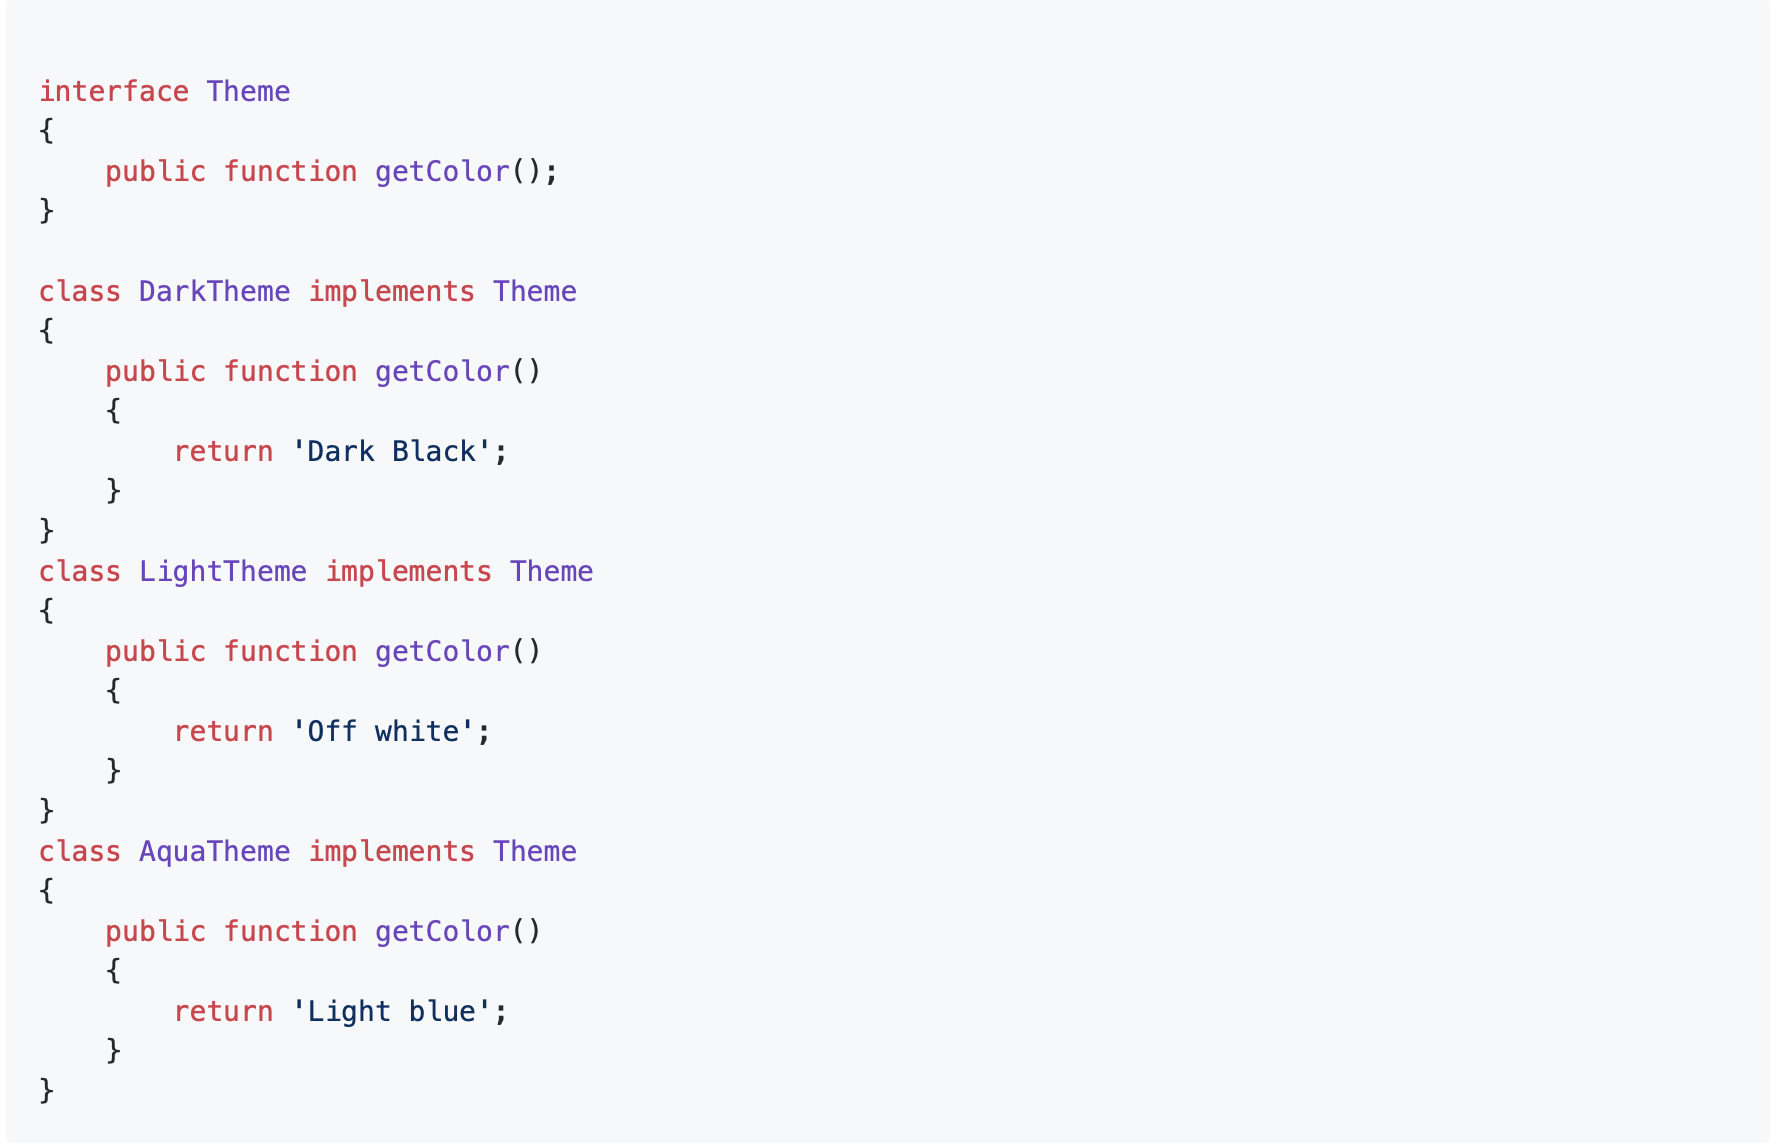 interface Theme
{
    public function getColor();
}

class DarkTheme implements Theme
{
    public function getColor()
    {
        return 'Dark Black';
    }
}
class LightTheme implements Theme
{
    public function getColor()
    {
        return 'Off white';
    }
}
class AquaTheme implements Theme
{
    public function getColor()
    {
        return 'Light blue';
    }
}